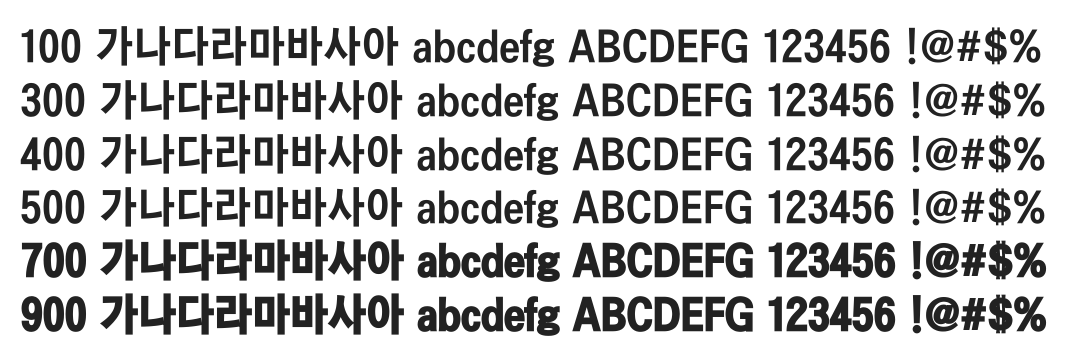 100 가나다라마바사아 abcdefg ABCDEFG 123456 !@#$%
300 가나다라마바사아 abcdefg ABCDEFG 123456 !@#$%
400 가나다라마바사아 abcdefg ABCDEFG 123456 !@#$%
500 가나다라마바사아 abcdefg ABCDEFG 123456 !@#$%
700 가나다라마바사아 abcdefg ABCDEFG 123456 !@#$%
900 가나다라마바사아 abcdefg ABCDEFG 123456 !@#$%